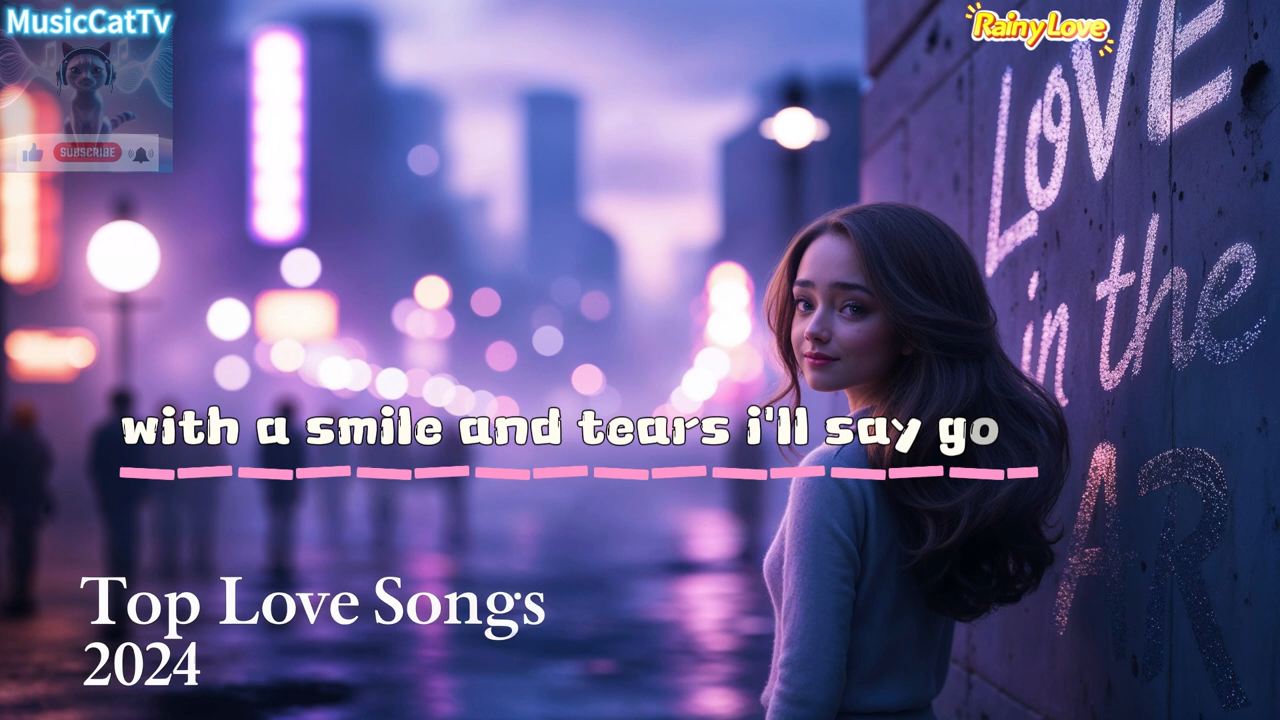 MusicCatTv
SUBSCRIBE
RainyLove
LOVE
in the
AR
with a smile and tears i'll say go
Top Love Songs
2024